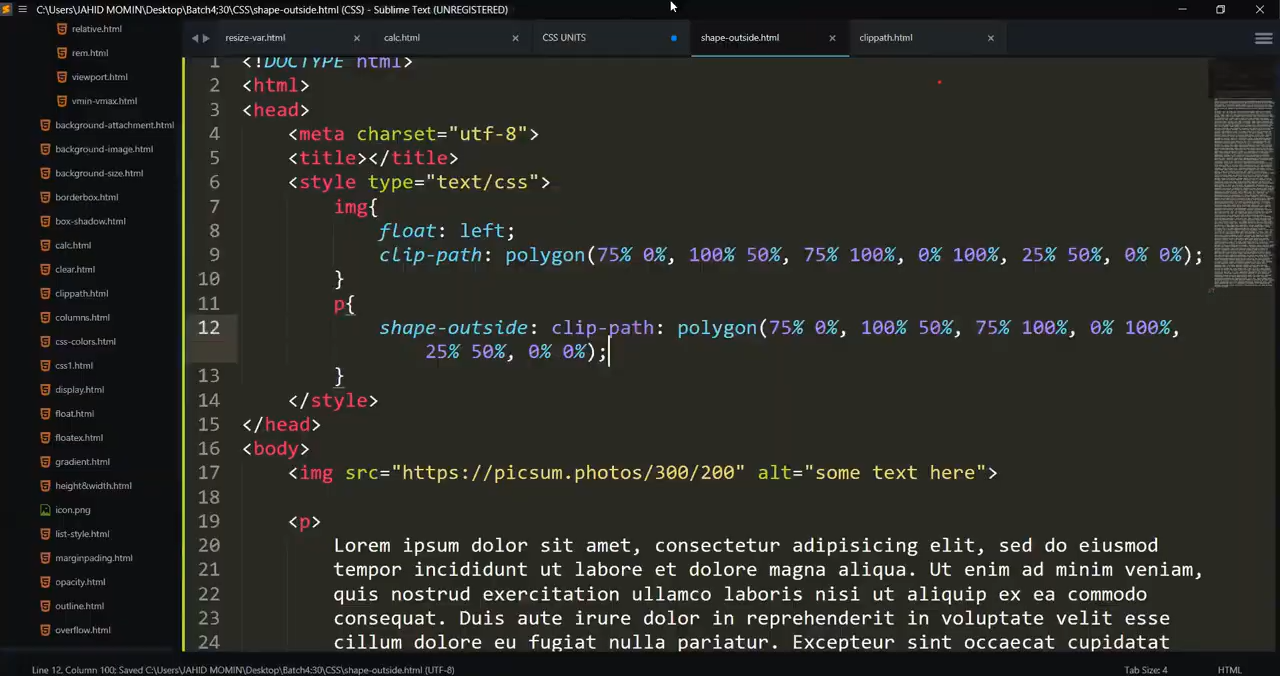 C:\Users\JAHID MOMIN\Desktop\Batch4;30\CSS\shape-outside.html (CSS) - Sublime Text (UNREGISTERED)
resize-var.html
calc.html
CSS UNITS
shape-outside.html
clippath.html
relative.html
rem.html
viewport.html
vmin-vmax.html
background-attachment.html
background-image.html
background-size.html
borderbox.html
box-shadow.html
calc.html
clear.html
clippath.html
columns.html
css-colors.html
css1.html
display.html
float.html
floatex.html
gradient.html
height&width.html
icon.png
list-style.html
marginpading.html
opacity.html
outline.html
overflow.html
1 <!DOCTYPE html>
2 <html>
3 <head>
4 <meta charset="utf-8">
5 <title></title>
6 <style type="text/css">
7 img{
8 float: left;
9 clip-path: polygon(75% 0%, 100% 50%, 75% 100%, 0% 100%, 25% 50%, 0% 0%);
10 }
11 p{
12 shape-outside: clip-path: polygon(75% 0%, 100% 50%, 75% 100%, 0% 100%,
25% 50%, 0% 0%);
13 }
14 </style>
15 </head>
16 <body>
17 <img src="https://picsum.photos/300/200" alt="some text here">
18
19 <p>
20 Lorem ipsum dolor sit amet, consectetur adipisicing elit, sed do eiusmod
21 tempor incididunt ut labore et dolore magna aliqua. Ut enim ad minim veniam,
22 quis nostrud exercitation ullamco laboris nisi ut aliquip ex ea commodo
23 consequat. Duis aute irure dolor in reprehenderit in voluptate velit esse
24 cillum dolore eu fugiat nulla pariatur. Excepteur sint occaecat cupidatat
Line 12, Column 100; Saved C:\Users\JAHID MOMIN\Desktop\Batch4;30\CSS\shape-outside.html (UTF-8)
Tab Size: 4
HTML